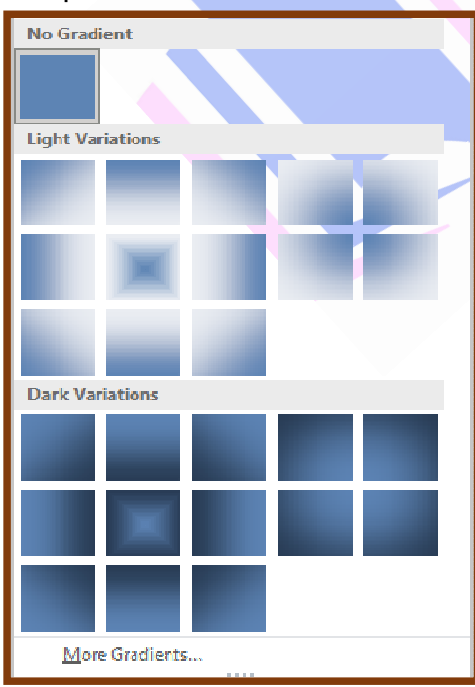 No Gradient
Light Variations
Dark Variations
More Gradients...